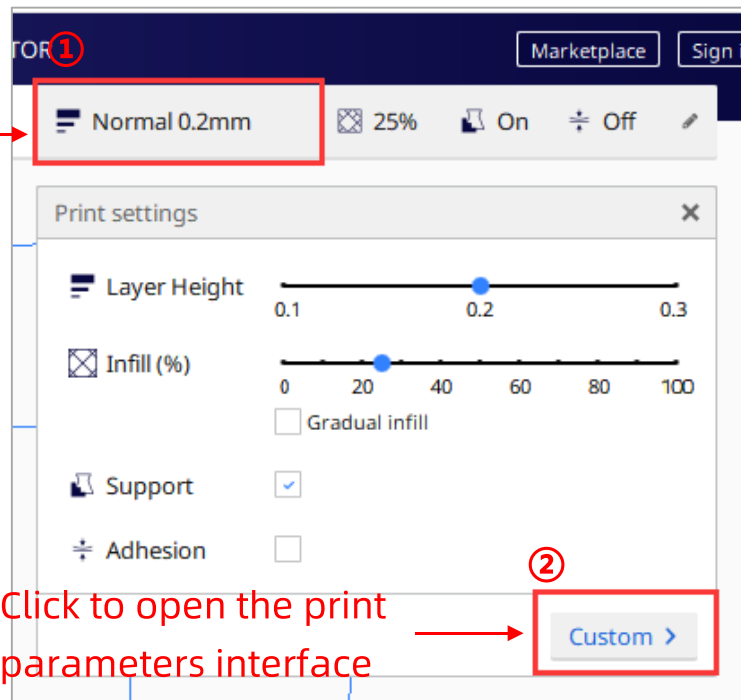 TOR ①
Marketplace
Sign i
Normal 0.2mm
25%
On
Off
Print settings
Layer Height
0.1 0.2 0.3
Infill (%)
0 20 40 60 80 100
Gradual infill
Support
Adhesion
②
Click to open the print
parameters interface
Custom